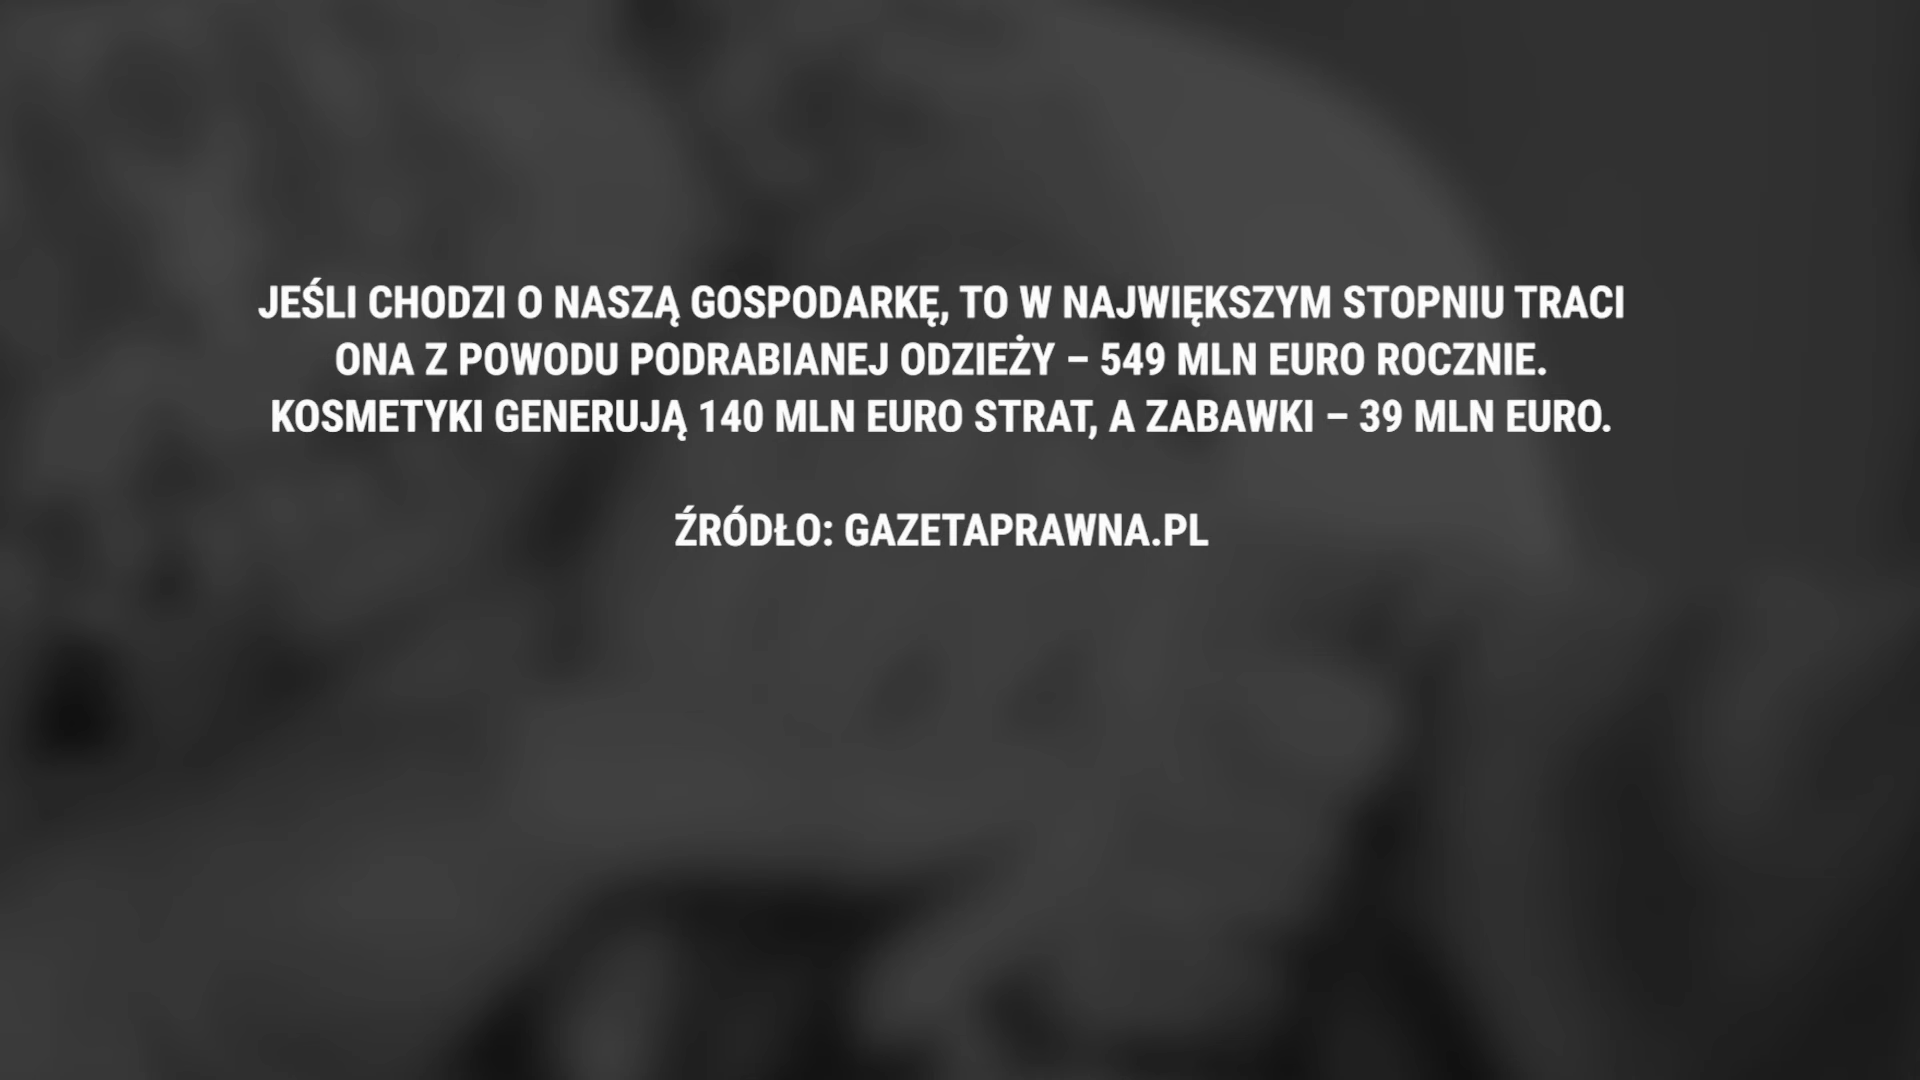 JEŚLI CHODZI O NASZĄ GOSPODARKĘ, TO W NAJWIĘKSZYM STOPNIU TRACI
ONA Z POWODU PODRABIANEJ ODZIEŻY – 549 MLN EURO ROCZNIE.
KOSMETYKI GENERUJĄ 140 MLN EURO STRAT, A ZABAWKI – 39 MLN EURO.
ŹRÓDŁO: GAZETAPRAWNA.PL